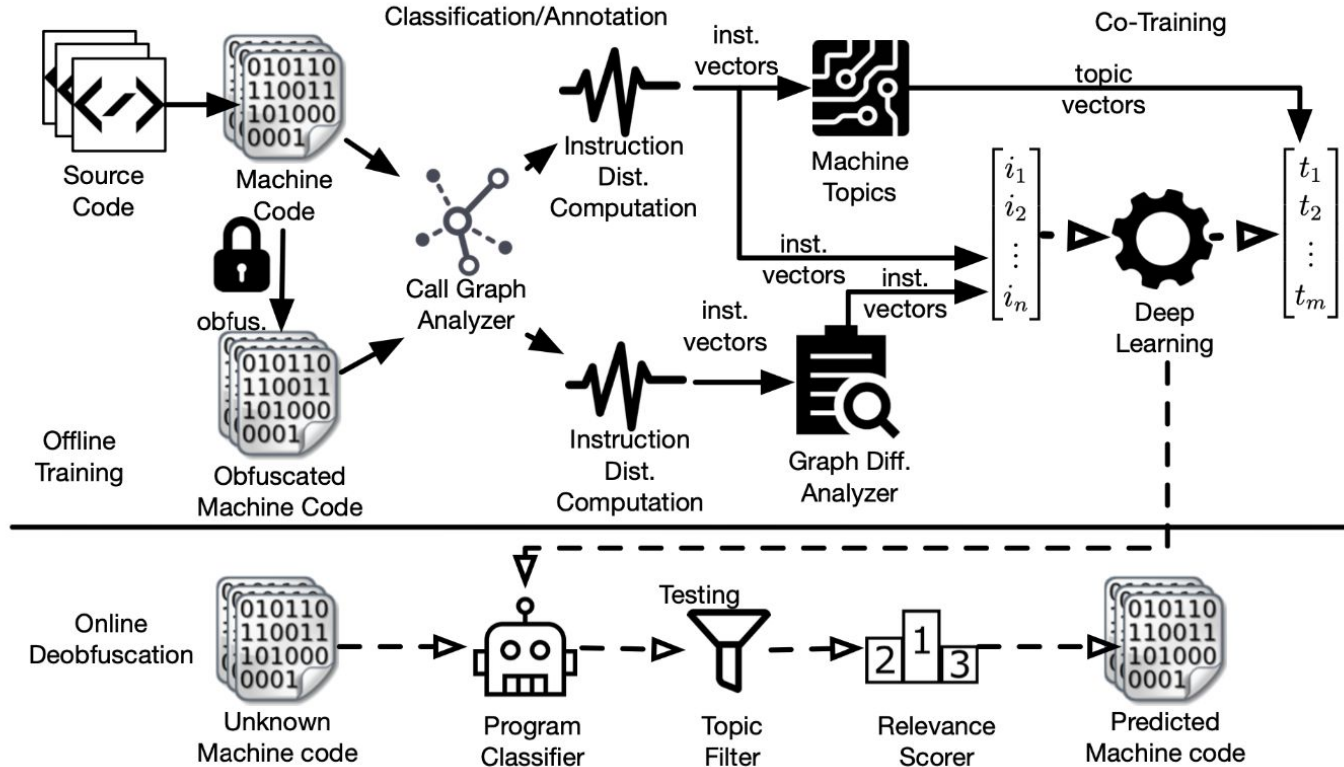 Classification/Annotation
Co-Training
inst.
vectors
topic
vectors
010110
110011
101000
0001
Source
Code
Machine
Code
Instruction
Dist.
Computation
Machine
Topics
i1
i2
⋮
in
t1
t2
⋮
tm
inst.
vectors
inst.
vectors
Call Graph
Analyzer
obfus.
inst.
vectors
Deep
Learning
010110
110011
101000
0001
Offline
Training
Obfuscated
Machine Code
Instruction
Dist.
Computation
Graph Diff.
Analyzer
Testing
Online
Deobfuscation
010110
110011
101000
0001
2
1
3
010110
110011
101000
0001
Unknown
Machine code
Program
Classifier
Topic
Filter
Relevance
Scorer
Predicted
Machine code